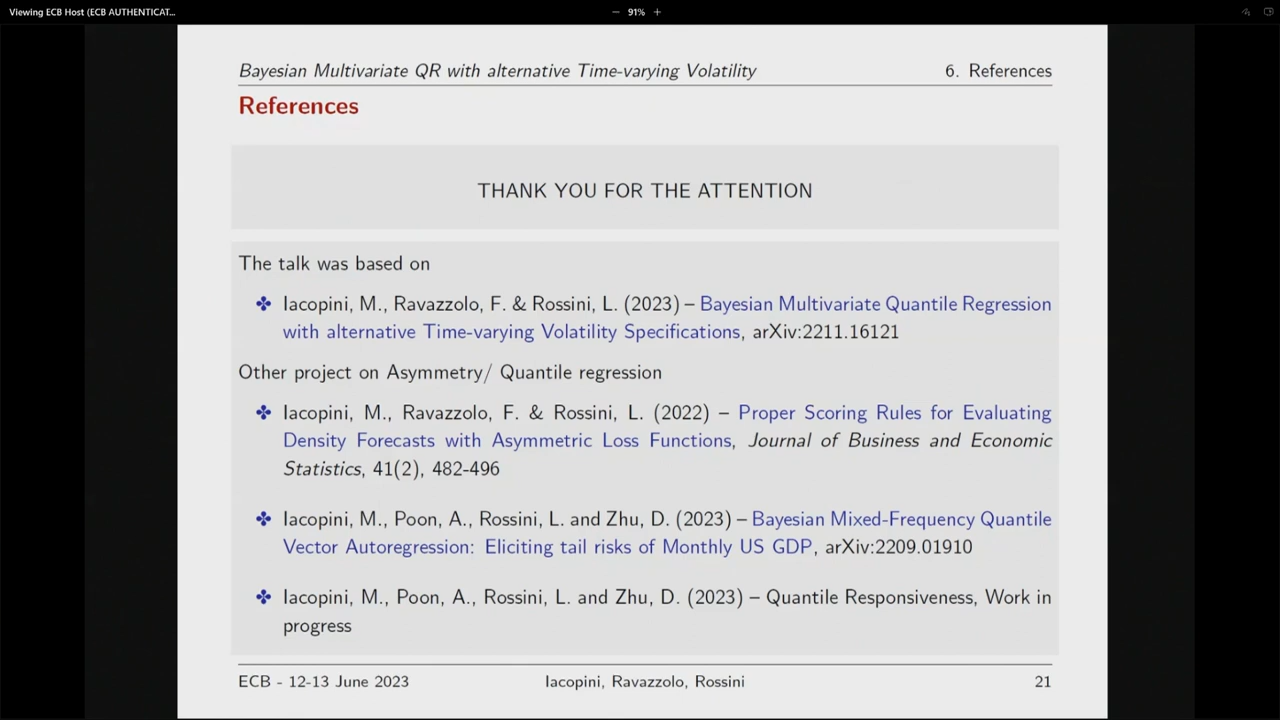 Viewing ECB Host (ECB AUTHENTICAT...
− 91% +
Bayesian Multivariate QR with alternative Time-varying Volatility 6. References
References
THANK YOU FOR THE ATTENTION
The talk was based on
Iacopini, M., Ravazzolo, F. & Rossini, L. (2023) – Bayesian Multivariate Quantile Regression
with alternative Time-varying Volatility Specifications, arXiv:2211.16121
Other project on Asymmetry/ Quantile regression
Iacopini, M., Ravazzolo, F. & Rossini, L. (2022) – Proper Scoring Rules for Evaluating
Density Forecasts with Asymmetric Loss Functions, Journal of Business and Economic
Statistics, 41(2), 482-496
Iacopini, M., Poon, A., Rossini, L. and Zhu, D. (2023) – Bayesian Mixed-Frequency Quantile
Vector Autoregression: Eliciting tail risks of Monthly US GDP, arXiv:2209.01910
Iacopini, M., Poon, A., Rossini, L. and Zhu, D. (2023) – Quantile Responsiveness, Work in
progress
ECB - 12-13 June 2023 Iacopini, Ravazzolo, Rossini 21